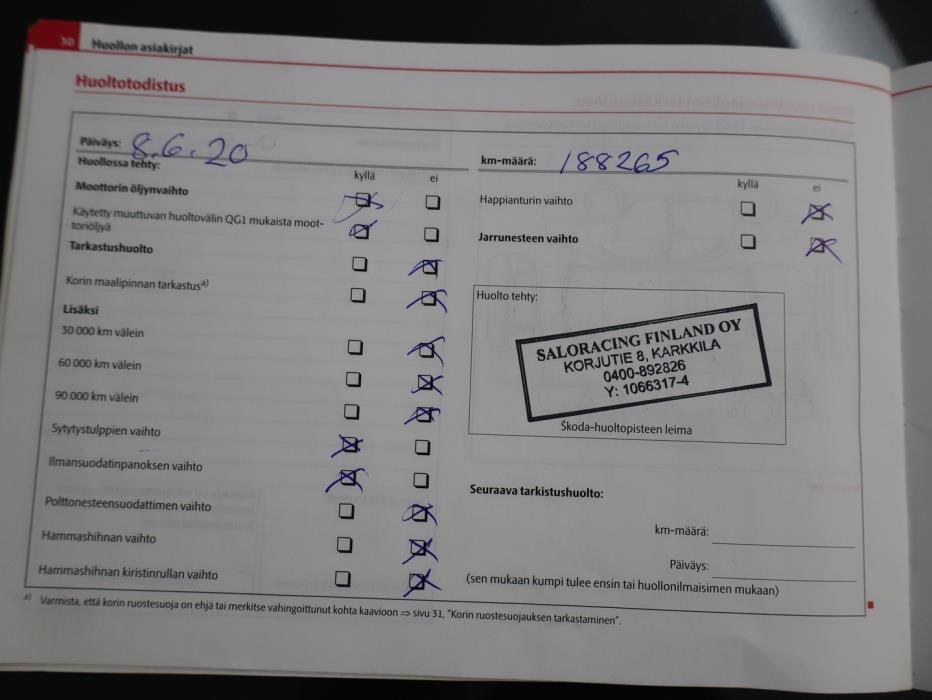 30 Huollon asiakirjat
Huoltotodistus
Päiväys: 8.6.20
km-määrä: 188265
Huollossa tehty:
kyllä ei
Moottorin öljynvaihto
Käytetty muuttuvan huoltovälin QG1 mukaista moot-
toriöljyä
Tarkastushuolto
Korin maalipinnan tarkastusa)
Lisäksi
30 000 km välein
60 000 km välein
90 000 km välein
Sytytystulppien vaihto
Ilmansuodatinpanoksen vaihto
Polttonesteensuodattimen vaihto
Hammashihnan vaihto
Hammashihnan kiristinrullan vaihto
kyllä ei
Happianturin vaihto
Jarrunesteen vaihto
Huolto tehty:
SALORACING FINLAND OY
KORJUTIE 8, KARKKILA
0400-892826
Y: 1066317-4
Škoda-huoltopisteen leima
Seuraava tarkistushuolto:
km-määrä:
Päiväys:
(sen mukaan kumpi tulee ensin tai huollonilmaisimen mukaan)
a) Varmista, että korin ruostesuoja on ehjä tai merkitse vahingoittunut kohta kaavioon ⇒ sivu 31, "Korin ruostesuojauksen tarkastaminen".